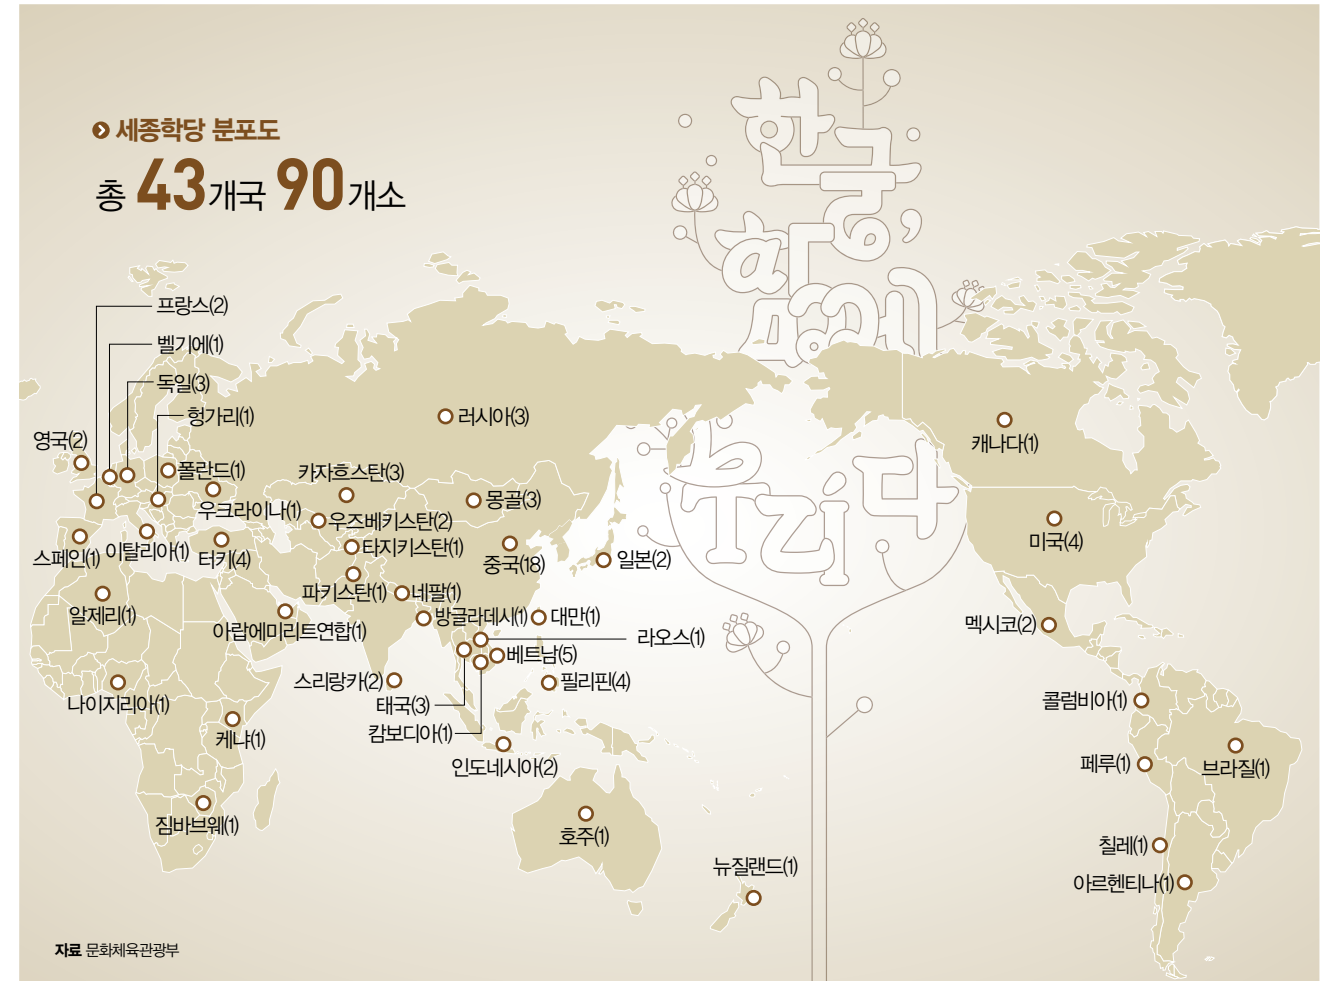 세종학당 분포도
총 43개국 90개소
한국,
프랑스(2)
벨기에(1)
독일(3)
헝가리(1)
영국(2)
폴란드(1)
우크라이나(1)
스페인(1)
이탈리아(1)
터키(4)
러시아(3)
카자흐스탄(3)
몽골(3)
우즈베키스탄(2)
타지키스탄(1)
중국(18)
일본(2)
파키스탄(1)
네팔(1)
방글라데시(1)
대만(1)
알제리(1)
아랍에미리트연합(1)
라오스(1)
베트남(5)
스리랑카(2)
필리핀(4)
태국(3)
캄보디아(1)
나이지리아(1)
케냐(1)
인도네시아(2)
짐바브웨(1)
호주(1)
뉴질랜드(1)
캐나다(1)
미국(4)
멕시코(2)
콜럼비아(1)
페루(1)
브라질(1)
칠레(1)
아르헨티나(1)
자료 문화체육관광부